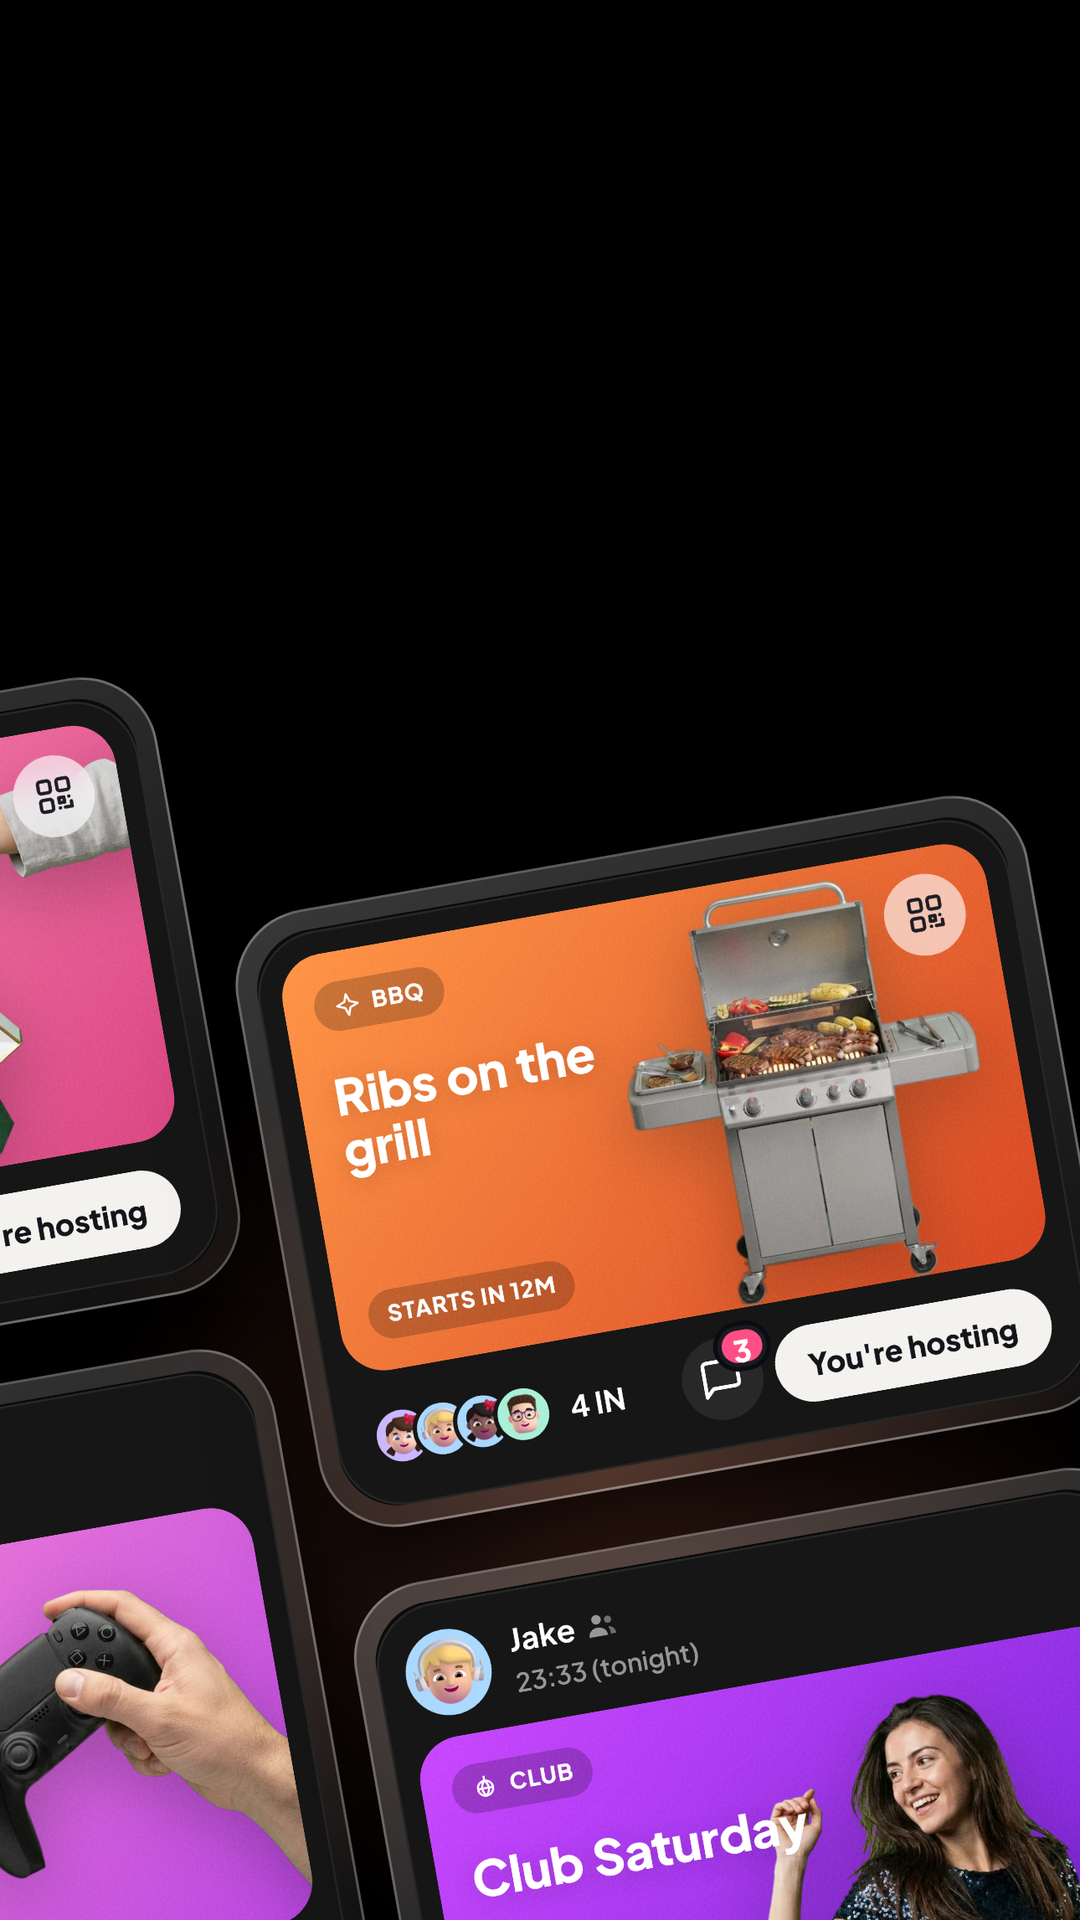 BBQ
Ribs on the
grill
STARTS IN 12M
4 IN
3
You're hosting
re hosting
Jake
23:33 (tonight)
CLUB
Club Saturday